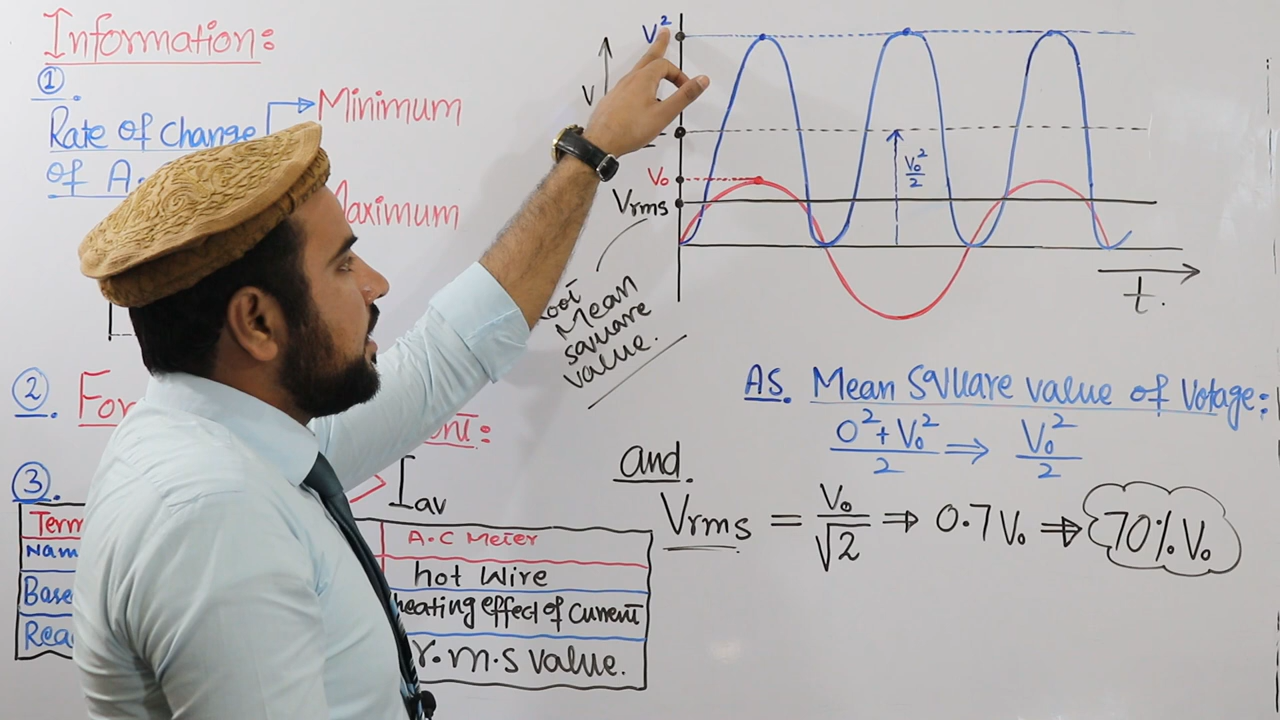 Information:
①.
Rate of Change
of A.
Minimum
Maximum
②. For
ent:
③.
I av
Term
Nam
Base
Rea
A.C Meter
hot Wire
heating effect of Current
r.m.s value.
V²
V
V₀
Vrms
V₀²/2
t.
Root
Mean
square
value.
As. Mean Square value of Votage:
0²+V₀²/2 ⇒ V₀²/2
and.
Vrms = V₀/√2 ⇒ 0.7V₀ ⇒ 70% V₀